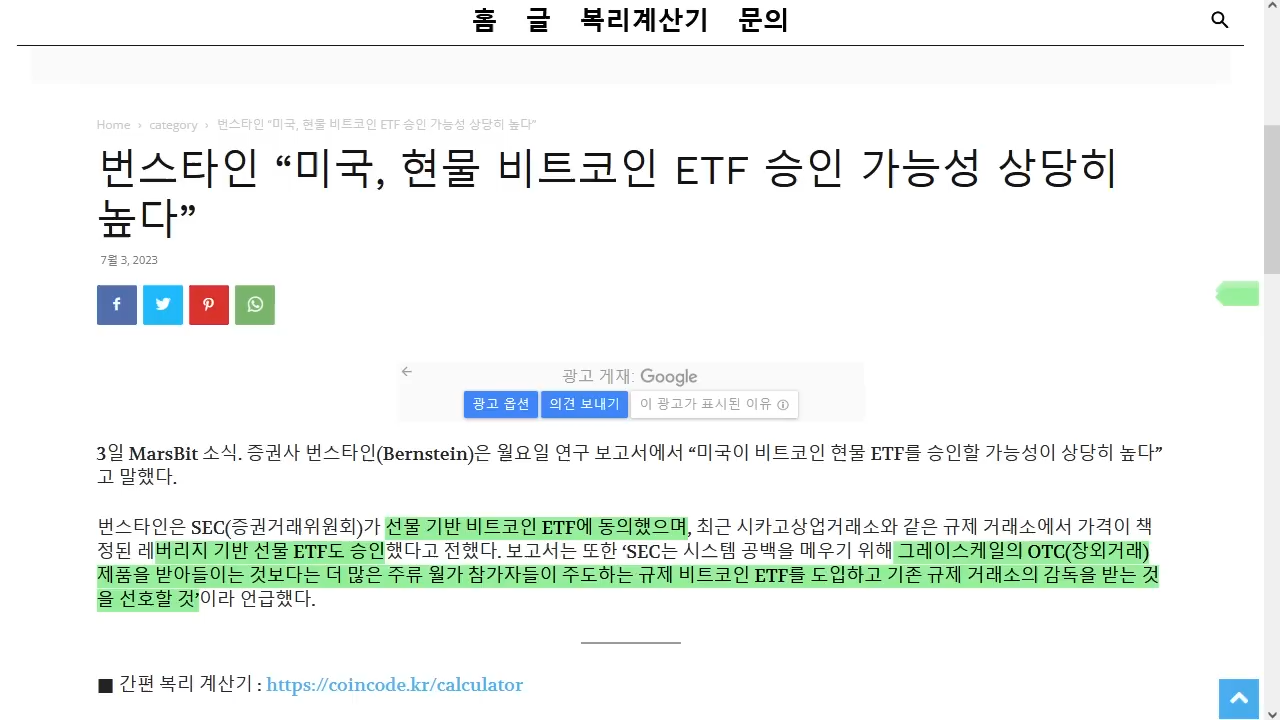 홈 글 복리계산기 문의
Home › category › 번스타인 “미국, 현물 비트코인 ETF 승인 가능성 상당히 높다”
번스타인 “미국, 현물 비트코인 ETF 승인 가능성 상당히
높다”
7월 3, 2023
광고 게재: Google
광고 옵션 의견 보내기 이 광고가 표시된 이유
3일 MarsBit 소식. 증권사 번스타인(Bernstein)은 월요일 연구 보고서에서 “미국이 비트코인 현물 ETF를 승인할 가능성이 상당히 높다”
고 말했다.
번스타인은 SEC(증권거래위원회)가 선물 기반 비트코인 ETF에 동의했으며, 최근 시카고상업거래소와 같은 규제 거래소에서 가격이 책
정된 레버리지 기반 선물 ETF도 승인했다고 전했다. 보고서는 또한 ‘SEC는 시스템 공백을 메우기 위해 그레이스케일의 OTC(장외거래)
제품을 받아들이는 것보다는 더 많은 주류 월가 참가자들이 주도하는 규제 비트코인 ETF를 도입하고 기존 규제 거래소의 감독을 받는 것
을 선호할 것’이라 언급했다.
■ 간편 복리 계산기 : https://coincode.kr/calculator